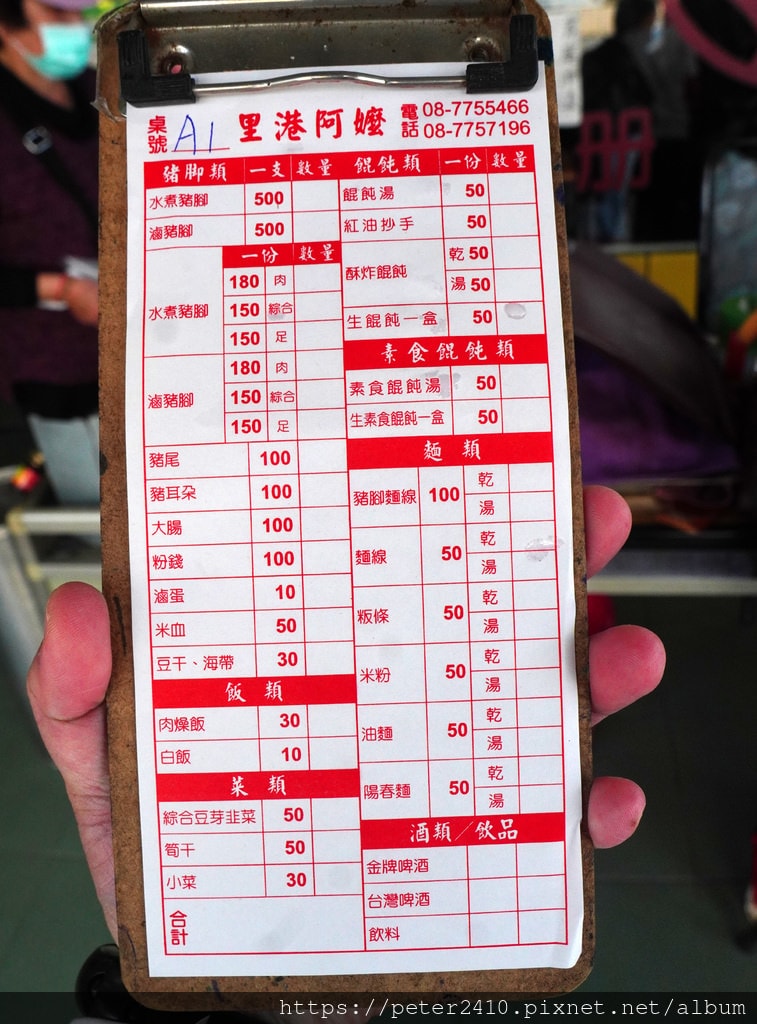 桌號 A1 里港阿嬤 電話 08-7755466
08-7757196
豬腳類 一支 數量
水煮豬腳 500
滷豬腳 500
一份 數量
水煮豬腳
180 肉
150 綜合
150 足
滷豬腳
180 肉
150 綜合
150 足
豬尾 100
豬耳朵 100
大腸 100
粉錢 100
滷蛋 10
米血 50
豆干、海帶 30
飯類
肉燥飯 30
白飯 10
菜類
綜合豆芽韭菜 50
筍干 50
小菜 30
合計
餛飩類 一份 數量
餛飩湯 50
紅油抄手 50
酥炸餛飩
乾 50
湯 50
生餛飩一盒 50
素食餛飩類
素食餛飩湯 50
生素食餛飩一盒 50
麵類
豬腳麵線 100 乾
湯
麵線 50 乾
湯
粄條 50 乾
湯
米粉 50 乾
湯
油麵 50 乾
湯
陽春麵 50 乾
湯
酒類/飲品
金牌啤酒
台灣啤酒
飲料
https://peter2410.pixnet.net/album